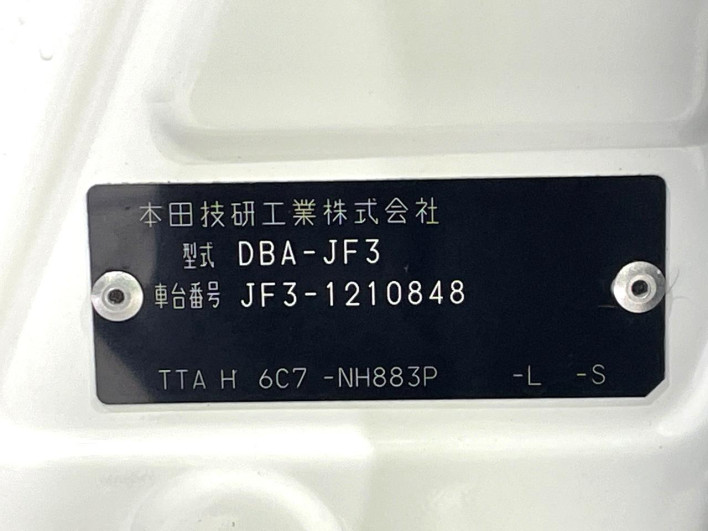 本田技研工業株式会社
型式 DBA-JF3
車台番号 JF3-1210848
TTA H 6C7 -NH883P -L -S